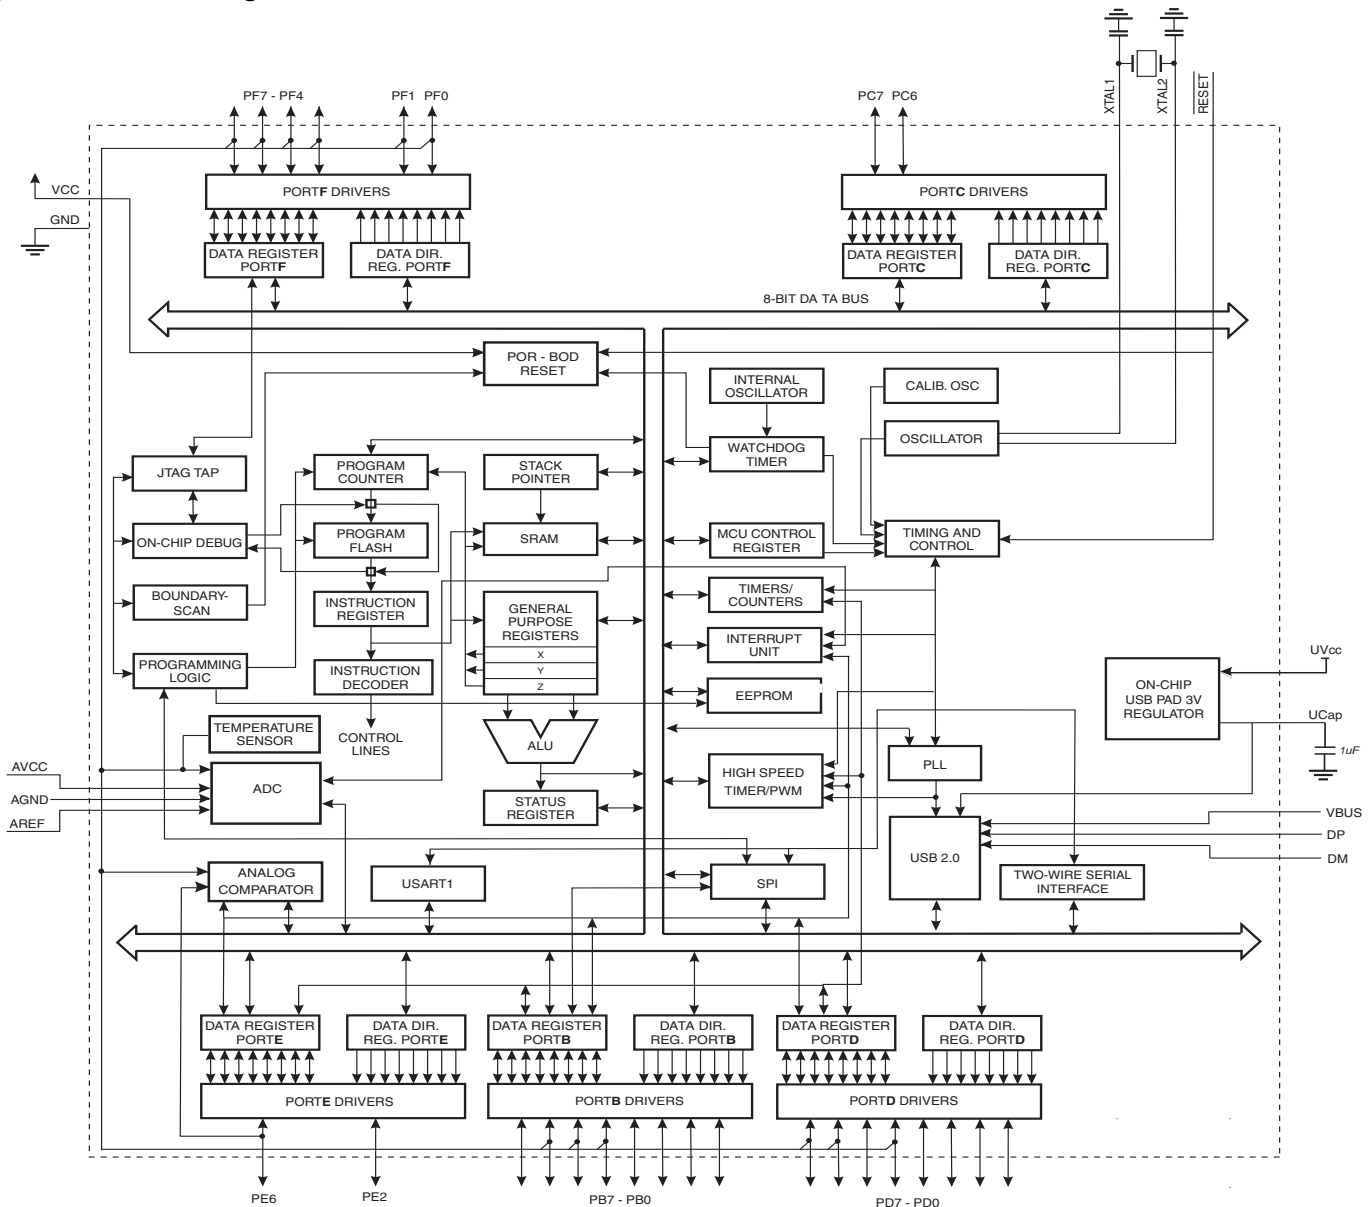 XTAL1
XTAL2
RESET
PF7 - PF4
PF1
PF0
PC7
PC6
VCC
GND
PORTF DRIVERS
PORTC DRIVERS
DATA REGISTER
PORTF
DATA DIR.
REG. PORTF
DATA REGISTER
PORTC
DATA DIR.
REG. PORTC
8-BIT DA TA BUS
POR - BOD
RESET
INTERNAL
OSCILLATOR
CALIB. OSC
WATCHDOG
TIMER
OSCILLATOR
JTAG TAP
PROGRAM
COUNTER
STACK
POINTER
ON-CHIP DEBUG
PROGRAM
FLASH
SRAM
MCU CONTROL
REGISTER
TIMING AND
CONTROL
BOUNDARY-
SCAN
INSTRUCTION
REGISTER
GENERAL
PURPOSE
REGISTERS
X
Y
Z
TIMERS/
COUNTERS
INTERRUPT
UNIT
PROGRAMMING
LOGIC
INSTRUCTION
DECODER
EEPROM
ON-CHIP
USB PAD 3V
REGULATOR
UVcc
UCap
1uF
TEMPERATURE
SENSOR
CONTROL
LINES
ALU
PLL
AVCC
AGND
AREF
ADC
STATUS
REGISTER
HIGH SPEED
TIMER/PWM
VBUS
DP
DM
USB 2.0
ANALOG
COMPARATOR
USART1
SPI
TWO-WIRE SERIAL
INTERFACE
DATA REGISTER
PORTE
DATA DIR.
REG. PORTE
DATA REGISTER
PORTB
DATA DIR.
REG. PORTB
DATA REGISTER
PORTD
DATA DIR.
REG. PORTD
PORTE DRIVERS
PORTB DRIVERS
PORTD DRIVERS
PE6
PE2
PB7 - PB0
PD7 - PD0